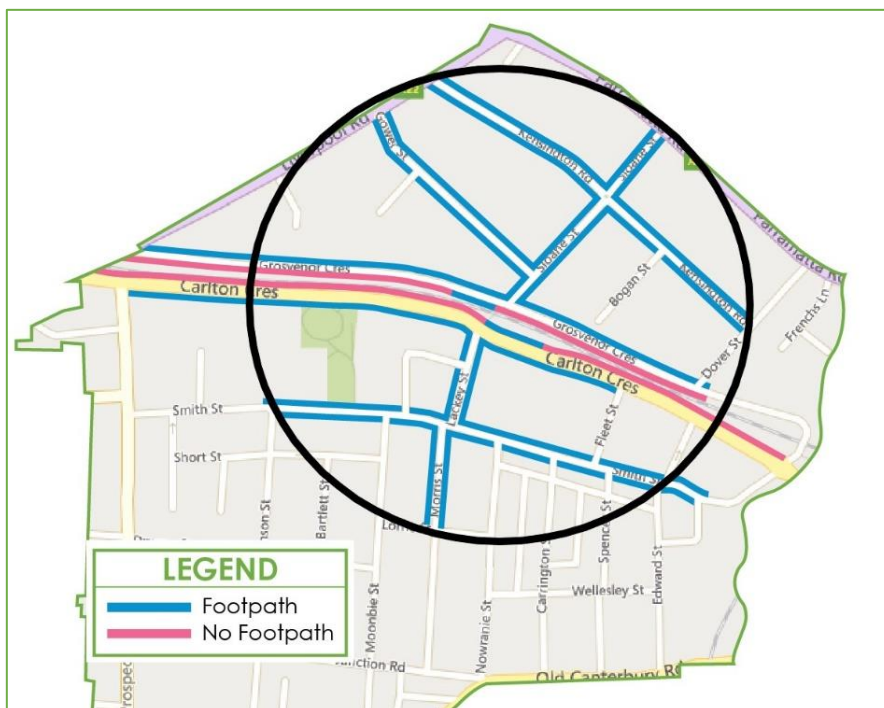 Liverpool Rd
Gower St
Kensington Rd
Sloane St
Sloane St
Parramatta Rd
Bogan St
Kensington Rd
Frenchs Ln
Dover St
Grosvenor Cres
Carlton Cres
Grosvenor Cres
Carlton Cres
Lackey St
Smith St
Fleet St
Short St
Smith St
Morris St
Bartlett St
Spencer St
Carrington St
Edward St
Wellesley St
Moonbie St
Nowranie St
Old Canterbury Rd
Prospec
LEGEND
Footpath
No Footpath